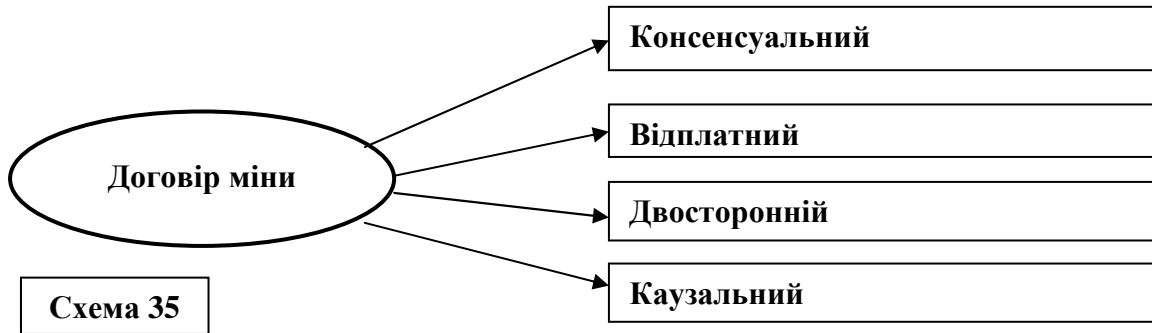 Консенсуальний
Відплатний
Договір міни
Двосторонній
Каузальний
Схема 35